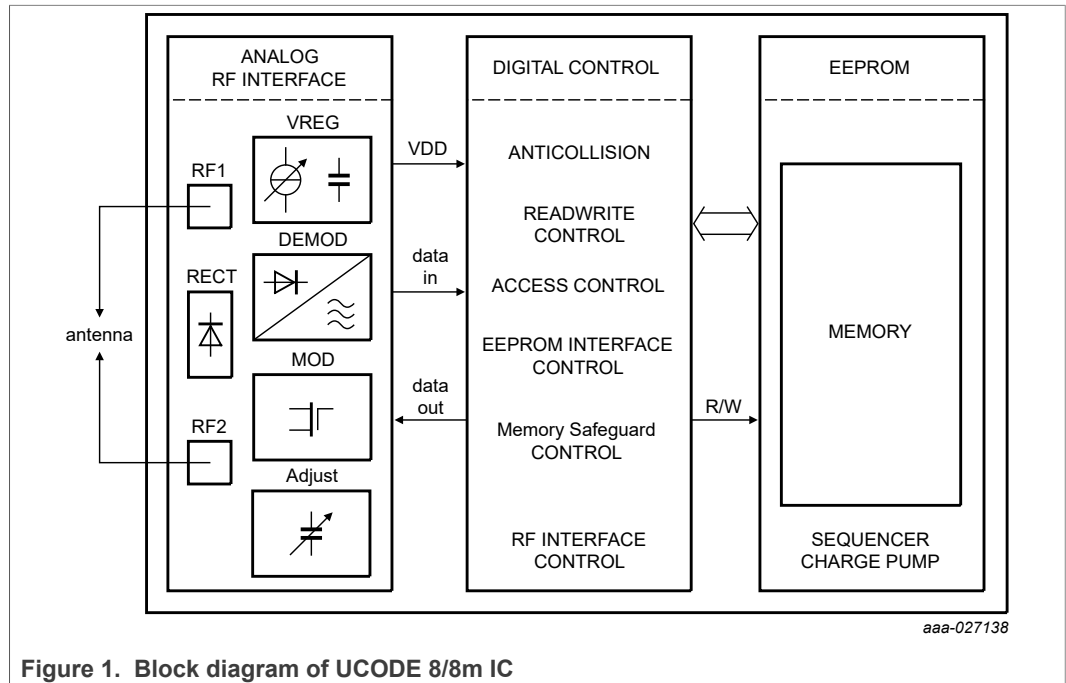 ANALOG
RF INTERFACE
VREG
RF1
DEMOD
RECT
antenna
MOD
RF2
Adjust
VDD
data
in
data
out
DIGITAL CONTROL
ANTICOLLISION
READWRITE
CONTROL
ACCESS CONTROL
EEPROM INTERFACE
CONTROL
Memory Safeguard
CONTROL
RF INTERFACE
CONTROL
R/W
EEPROM
MEMORY
SEQUENCER
CHARGE PUMP
aaa-027138
Figure 1. Block diagram of UCODE 8/8m IC